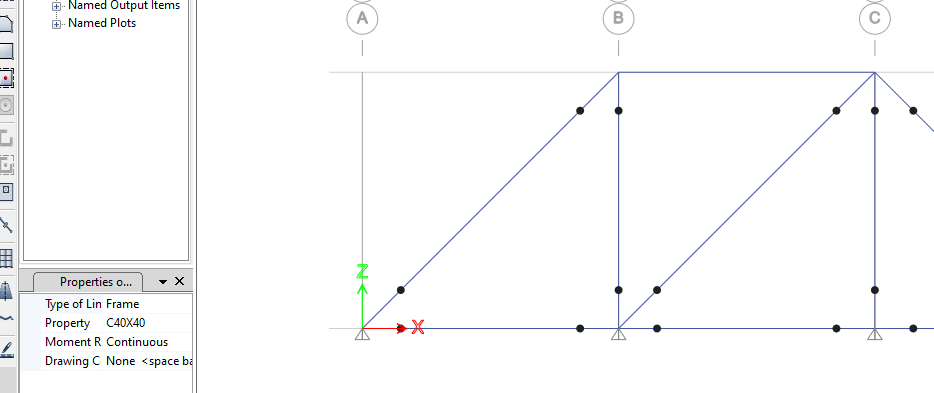 Named Output Items
Named Plots
A
B
C
Z
X
Properties o...
Type of Lin Frame
Property C40X40
Moment R Continuous
Drawing C None <space ba